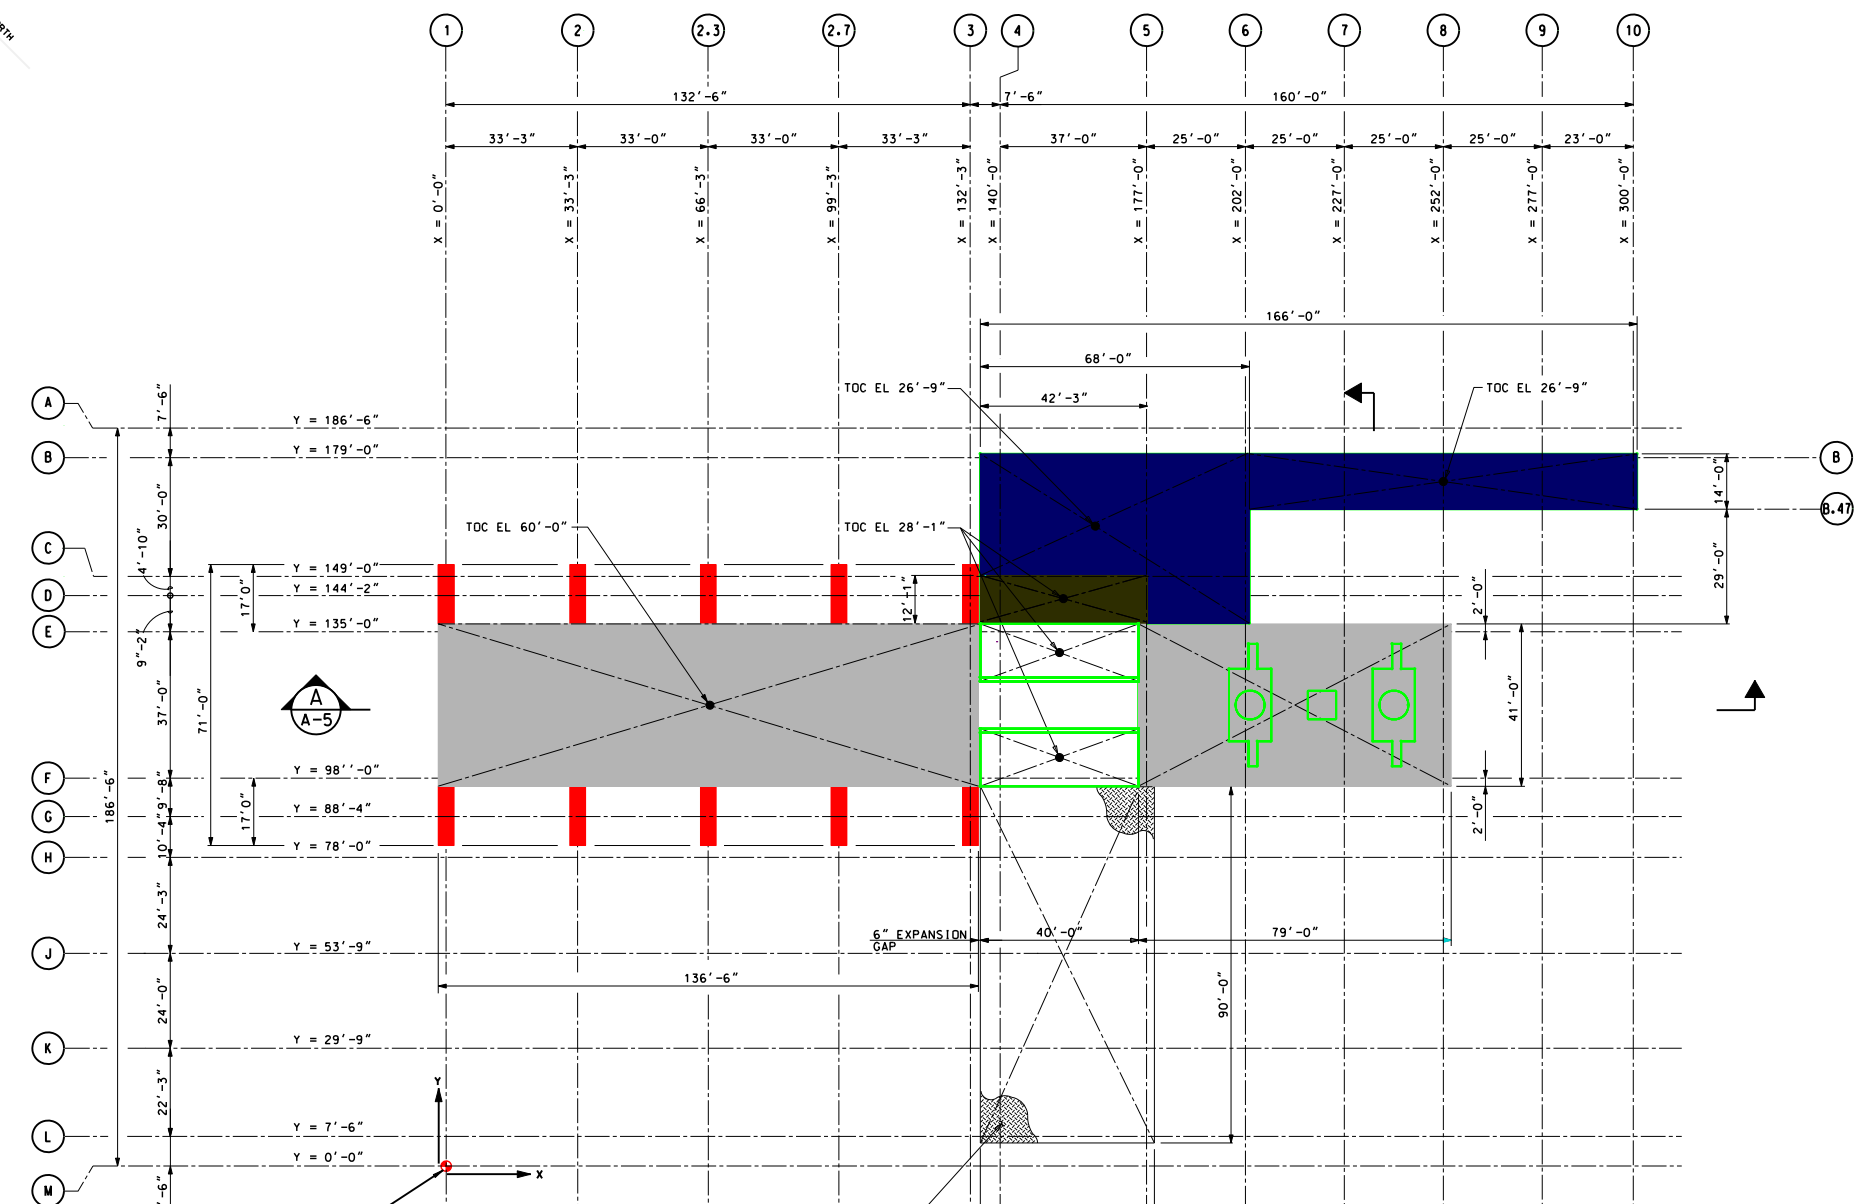 RTH
1 2 2.3 2.7 3 4 5 6 7 8 9 10
132'-6" 7'-6" 160'-0"
33'-3" 33'-0" 33'-0" 33'-3" 37'-0" 25'-0" 25'-0" 25'-0" 25'-0" 23'-0"
X = 0'-0" X = 33'-3" X = 66'-3" X = 99'-3" X = 132'-3" X = 140'-0" X = 177'-0" X = 202'-0" X = 227'-0" X = 252'-0" X = 277'-0" X = 300'-0"
166'-0"
68'-0"
TOC EL 26'-9" TOC EL 26'-9"
42'-3"
A 7'-6" Y = 186'-6"
B Y = 179'-0" B
14'-0"
30'-0" B.47
TOC EL 60'-0" TOC EL 28'-1"
C 4'-10" Y = 149'-0" 29'-0"
D Y = 144'-2" 17'0" 12'-1" 2'-0"
E Y = 135'-0"
9"-2"
37'-0" 71'-0" 41'-0"
A
A-5
F Y = 98''-0"
186'-6" 9'-8"
G Y = 88'-4" 17'0" 2'-0"
10'-4"
H Y = 78'-0"
24'-3"
6" EXPANSION 40'-0" 79'-0"
GAP
J Y = 53'-9"
136'-6" 90'-0"
24'-0"
K Y = 29'-9"
22'-3" Y
L Y = 7'-6"
Y = 0'-0"
X
M '-6"